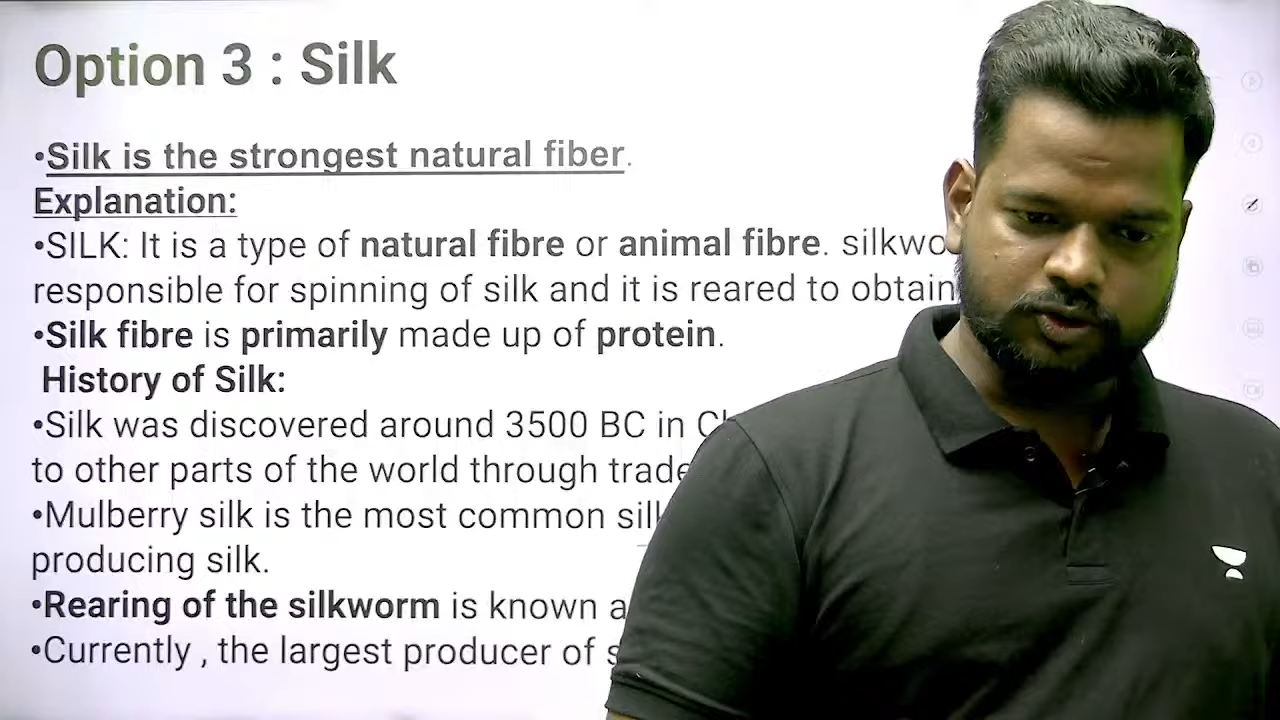 Option 3 : Silk
•Silk is the strongest natural fiber.
Explanation:
•SILK: It is a type of natural fibre or animal fibre.
responsible for spinning of silk and it is reared to obtain
•Silk fibre is primarily made up of protein.
History of Silk:
•Silk was discovered around 3500 BC in
to other parts of the world through trade
•Mulberry silk is the most common
producing silk.
•Rearing of the silkworm is known
•Currently , the largest producer of